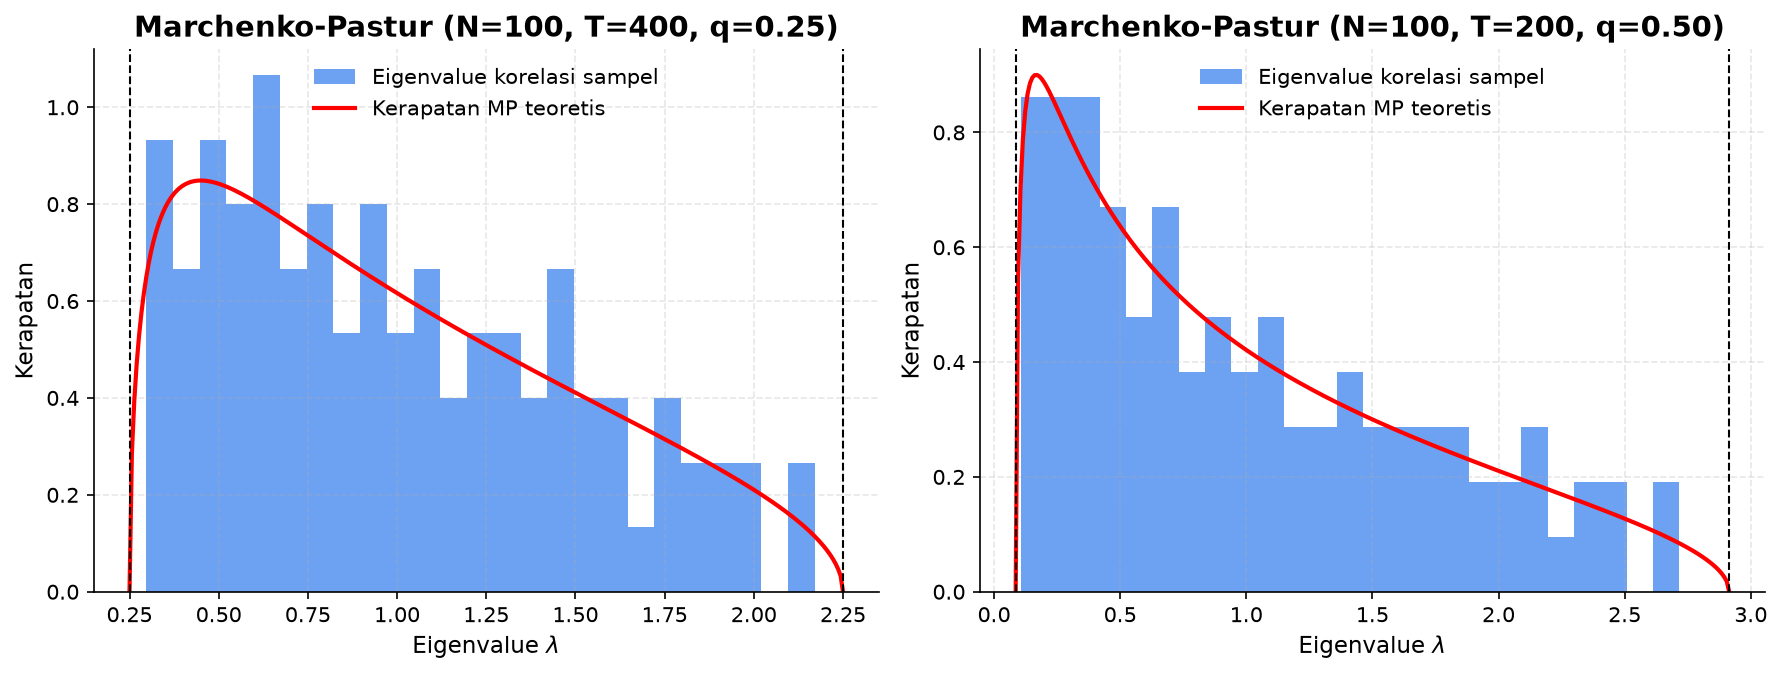 Marchenko-Pastur (N=100, T=400, q=0.25)
Eigenvalue korelasi sampel
Kerapatan MP teoretis
Kerapatan
1.0
0.8
0.6
0.4
0.2
0.0
0.25 0.50 0.75 1.00 1.25 1.50 1.75 2.00 2.25
Eigenvalue λ
Marchenko-Pastur (N=100, T=200, q=0.50)
Eigenvalue korelasi sampel
Kerapatan MP teoretis
Kerapatan
0.8
0.6
0.4
0.2
0.0
0.0 0.5 1.0 1.5 2.0 2.5 3.0
Eigenvalue λ